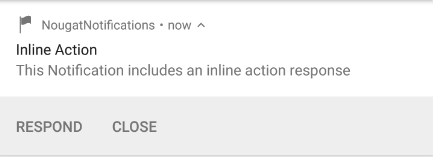 NougatNotifications • now
Inline Action
This Notification includes an inline action response
RESPOND CLOSE